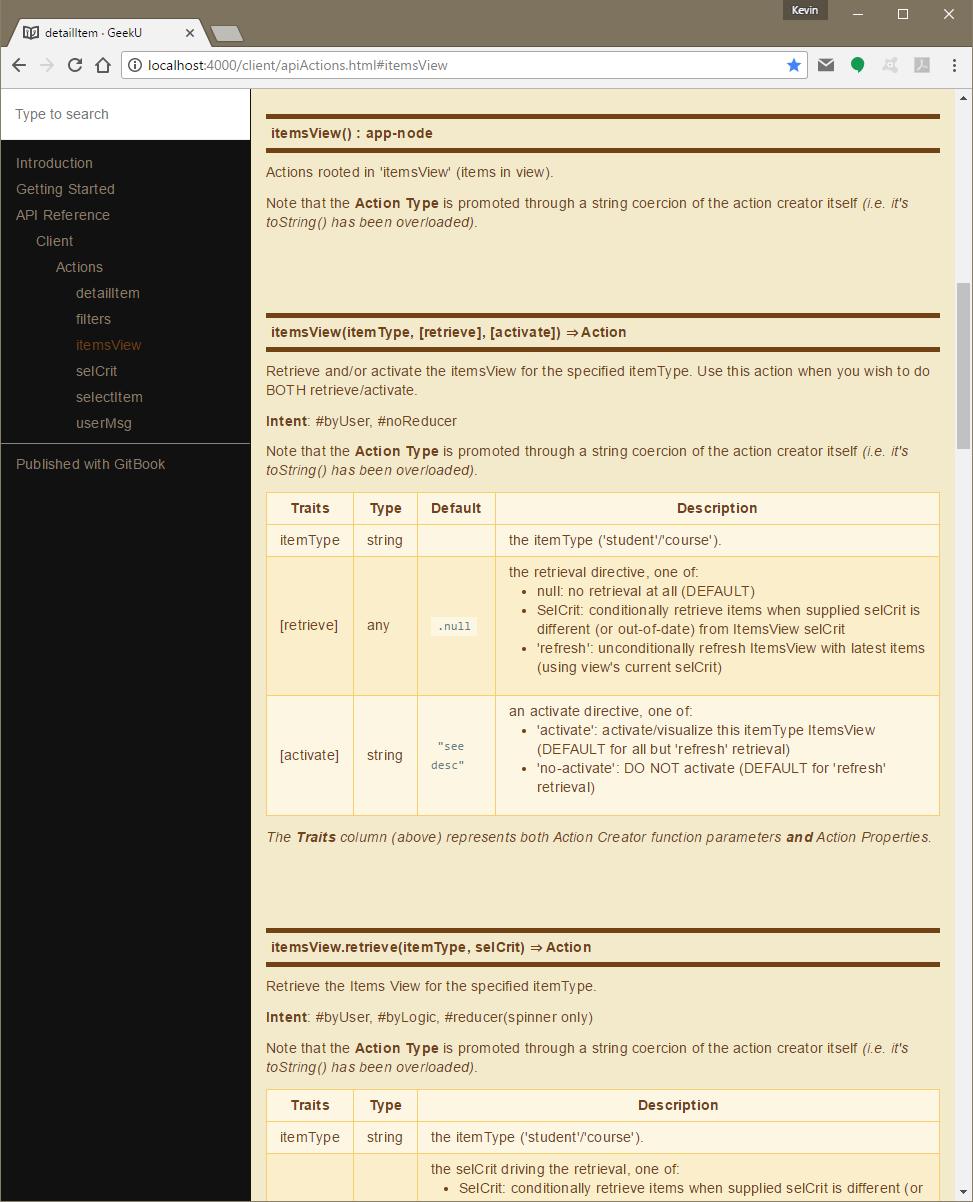 Kevin
detailItem · GeekU
localhost:4000/client/apiActions.html#itemsView
Type to search
Introduction
Getting Started
API Reference
Client
Actions
detailItem
filters
itemsView
selCrit
selectItem
userMsg
Published with GitBook
itemsView() : app-node
Actions rooted in 'itemsView' (items in view).
Note that the Action Type is promoted through a string coercion of the action creator itself (i.e. it's
toString() has been overloaded).
itemsView(itemType, [retrieve], [activate]) ⇒ Action
Retrieve and/or activate the itemsView for the specified itemType. Use this action when you wish to do
BOTH retrieve/activate.
Intent: #byUser, #noReducer
Note that the Action Type is promoted through a string coercion of the action creator itself (i.e. it's
toString() has been overloaded).
Traits Type Default Description
itemType string the itemType ('student'/'course').
[retrieve] any .null the retrieval directive, one of:
• null: no retrieval at all (DEFAULT)
• SelCrit: conditionally retrieve items when supplied selCrit is
different (or out-of-date) from ItemsView selCrit
• 'refresh': unconditionally refresh ItemsView with latest items
(using view's current selCrit)
[activate] string "see
desc" an activate directive, one of:
• 'activate': activate/visualize this itemType ItemsView
(DEFAULT for all but 'refresh' retrieval)
• 'no-activate': DO NOT activate (DEFAULT for 'refresh'
retrieval)
The Traits column (above) represents both Action Creator function parameters and Action Properties.
itemsView.retrieve(itemType, selCrit) ⇒ Action
Retrieve the Items View for the specified itemType.
Intent: #byUser, #byLogic, #reducer(spinner only)
Note that the Action Type is promoted through a string coercion of the action creator itself (i.e. it's
toString() has been overloaded).
Traits Type Description
itemType string the itemType ('student'/'course').
the selCrit driving the retrieval, one of:
• SelCrit: conditionally retrieve items when supplied selCrit is different (or